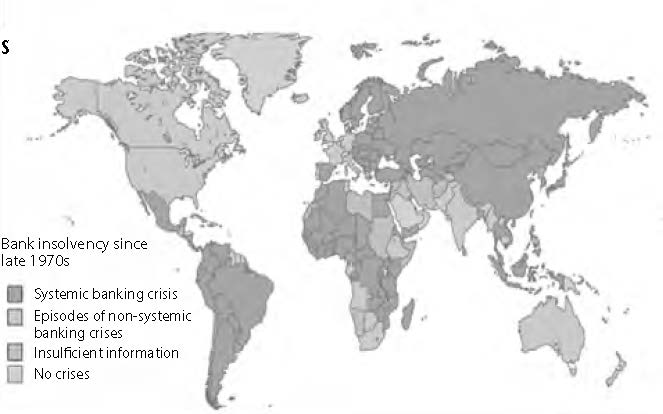 s
Bank insolvency since
late 1970s
Systemic banking crisis
Episodes of non-systemic
banking crises
Insufficient information
No crises